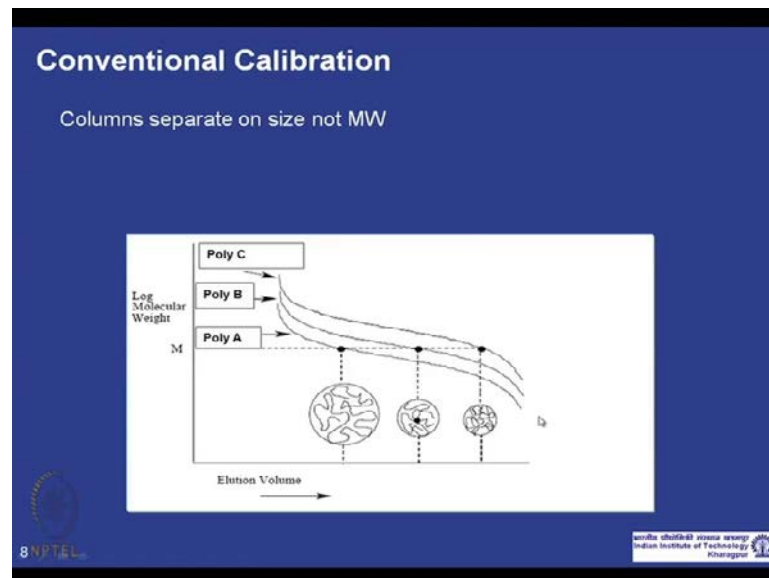 Conventional Calibration
Columns separate on size not MW
Poly C
Log
Molecular
Weight
Poly B
Poly A
M
Elution Volume
8
NPTEL
Indian Institute of Technology
Kharagpur